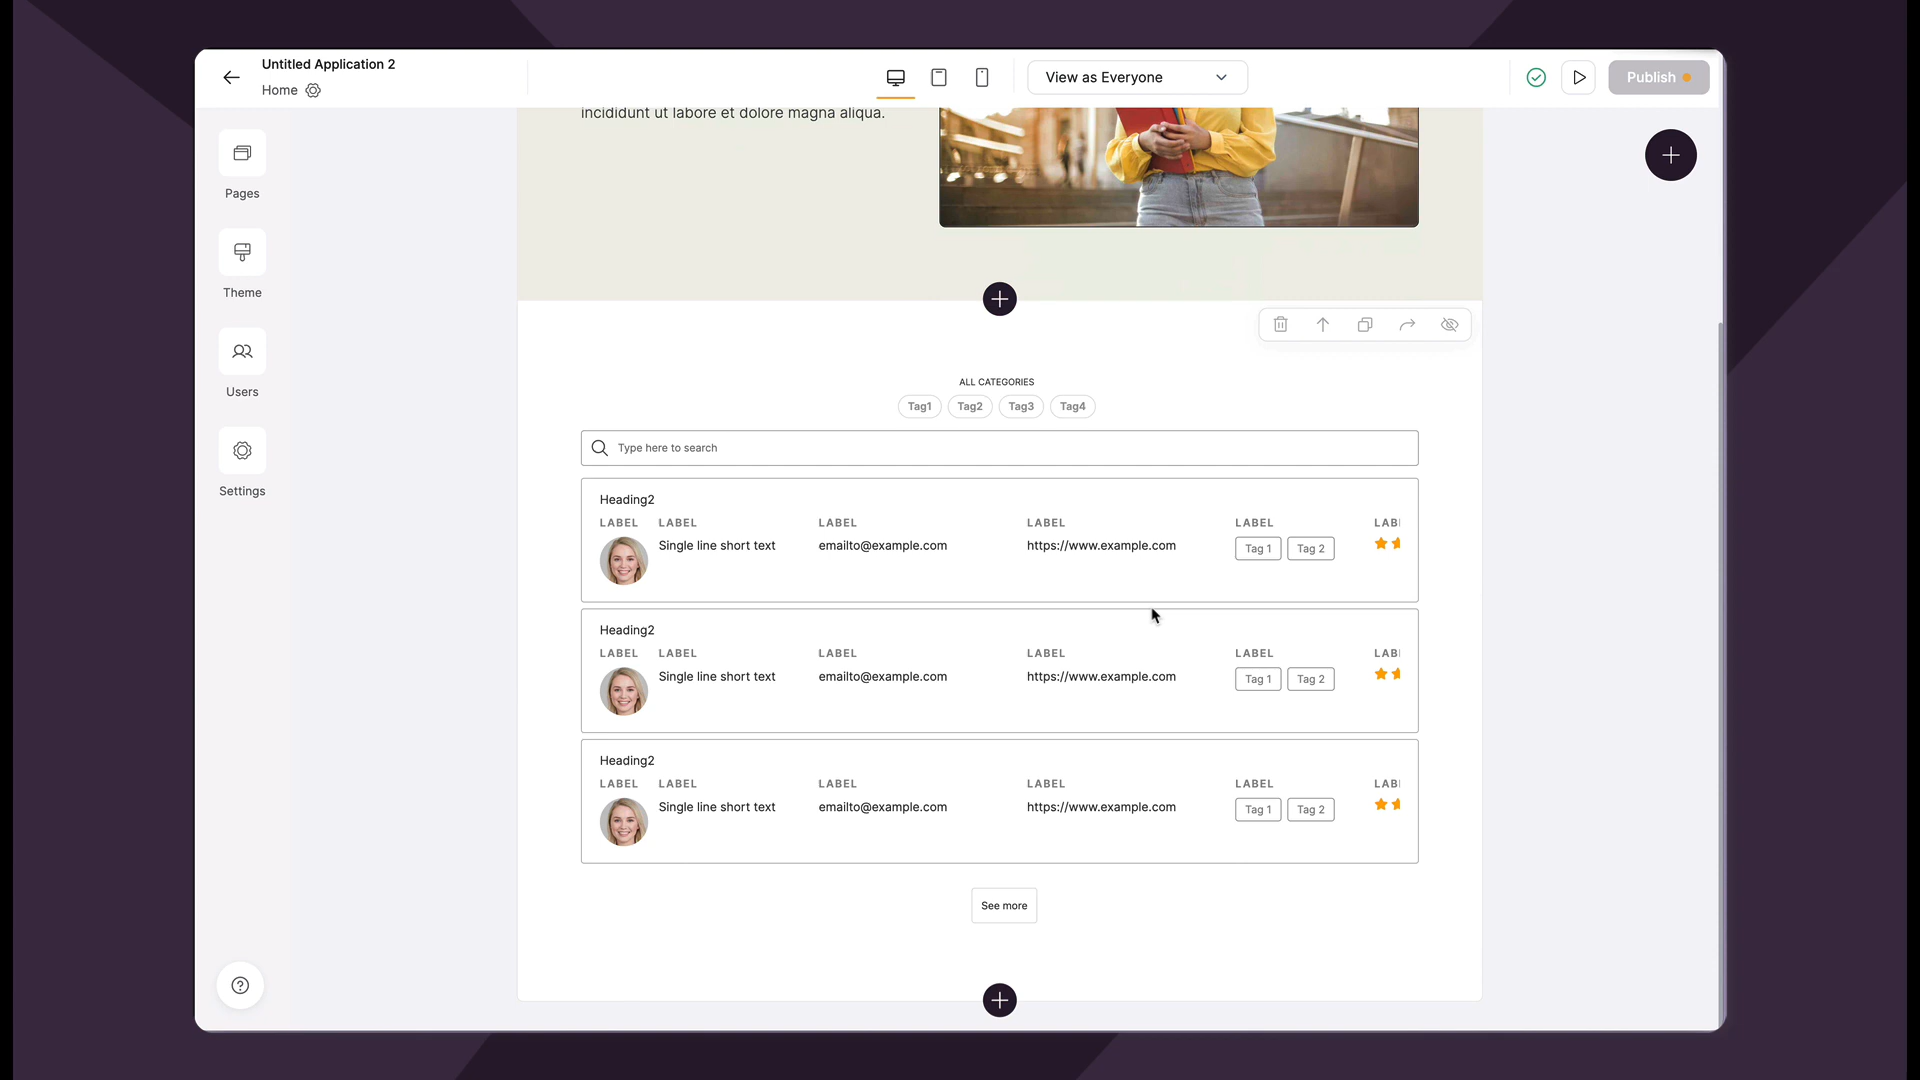 Untitled Application 2
Home
View as Everyone
Publish
incididunt ut labore et dolore magna aliqua.
Pages
Theme
Users
Settings
ALL CATEGORIES
Tag1 Tag2 Tag3 Tag4
Type here to search
Heading2
LABEL LABEL LABEL LABEL LABEL LABI
Single line short text emailto@example.com https://www.example.com Tag 1 Tag 2
Heading2
LABEL LABEL LABEL LABEL LABEL LABI
Single line short text emailto@example.com https://www.example.com Tag 1 Tag 2
Heading2
LABEL LABEL LABEL LABEL LABEL LABI
Single line short text emailto@example.com https://www.example.com Tag 1 Tag 2
See more